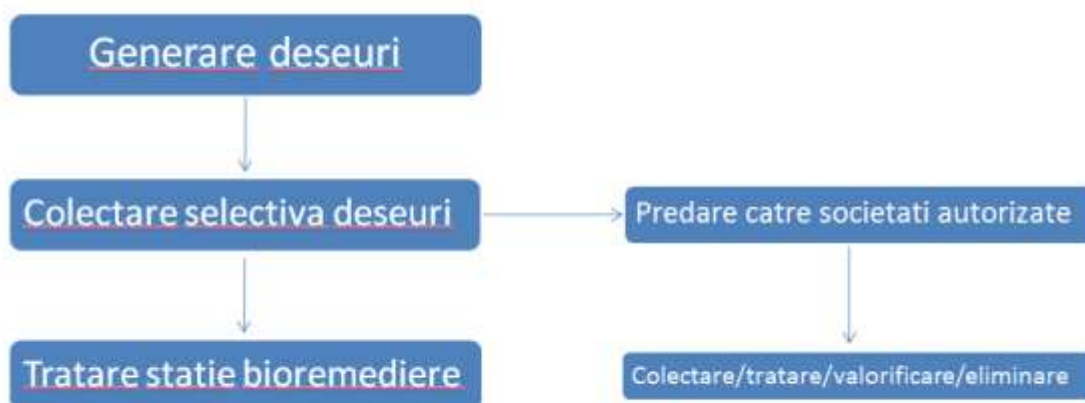 Generare deseuri
Colectare selectiva deseuri
Predare catre societati autorizate
Tratare statie bioremediere
Colectare/tratare/valorificare/eliminare